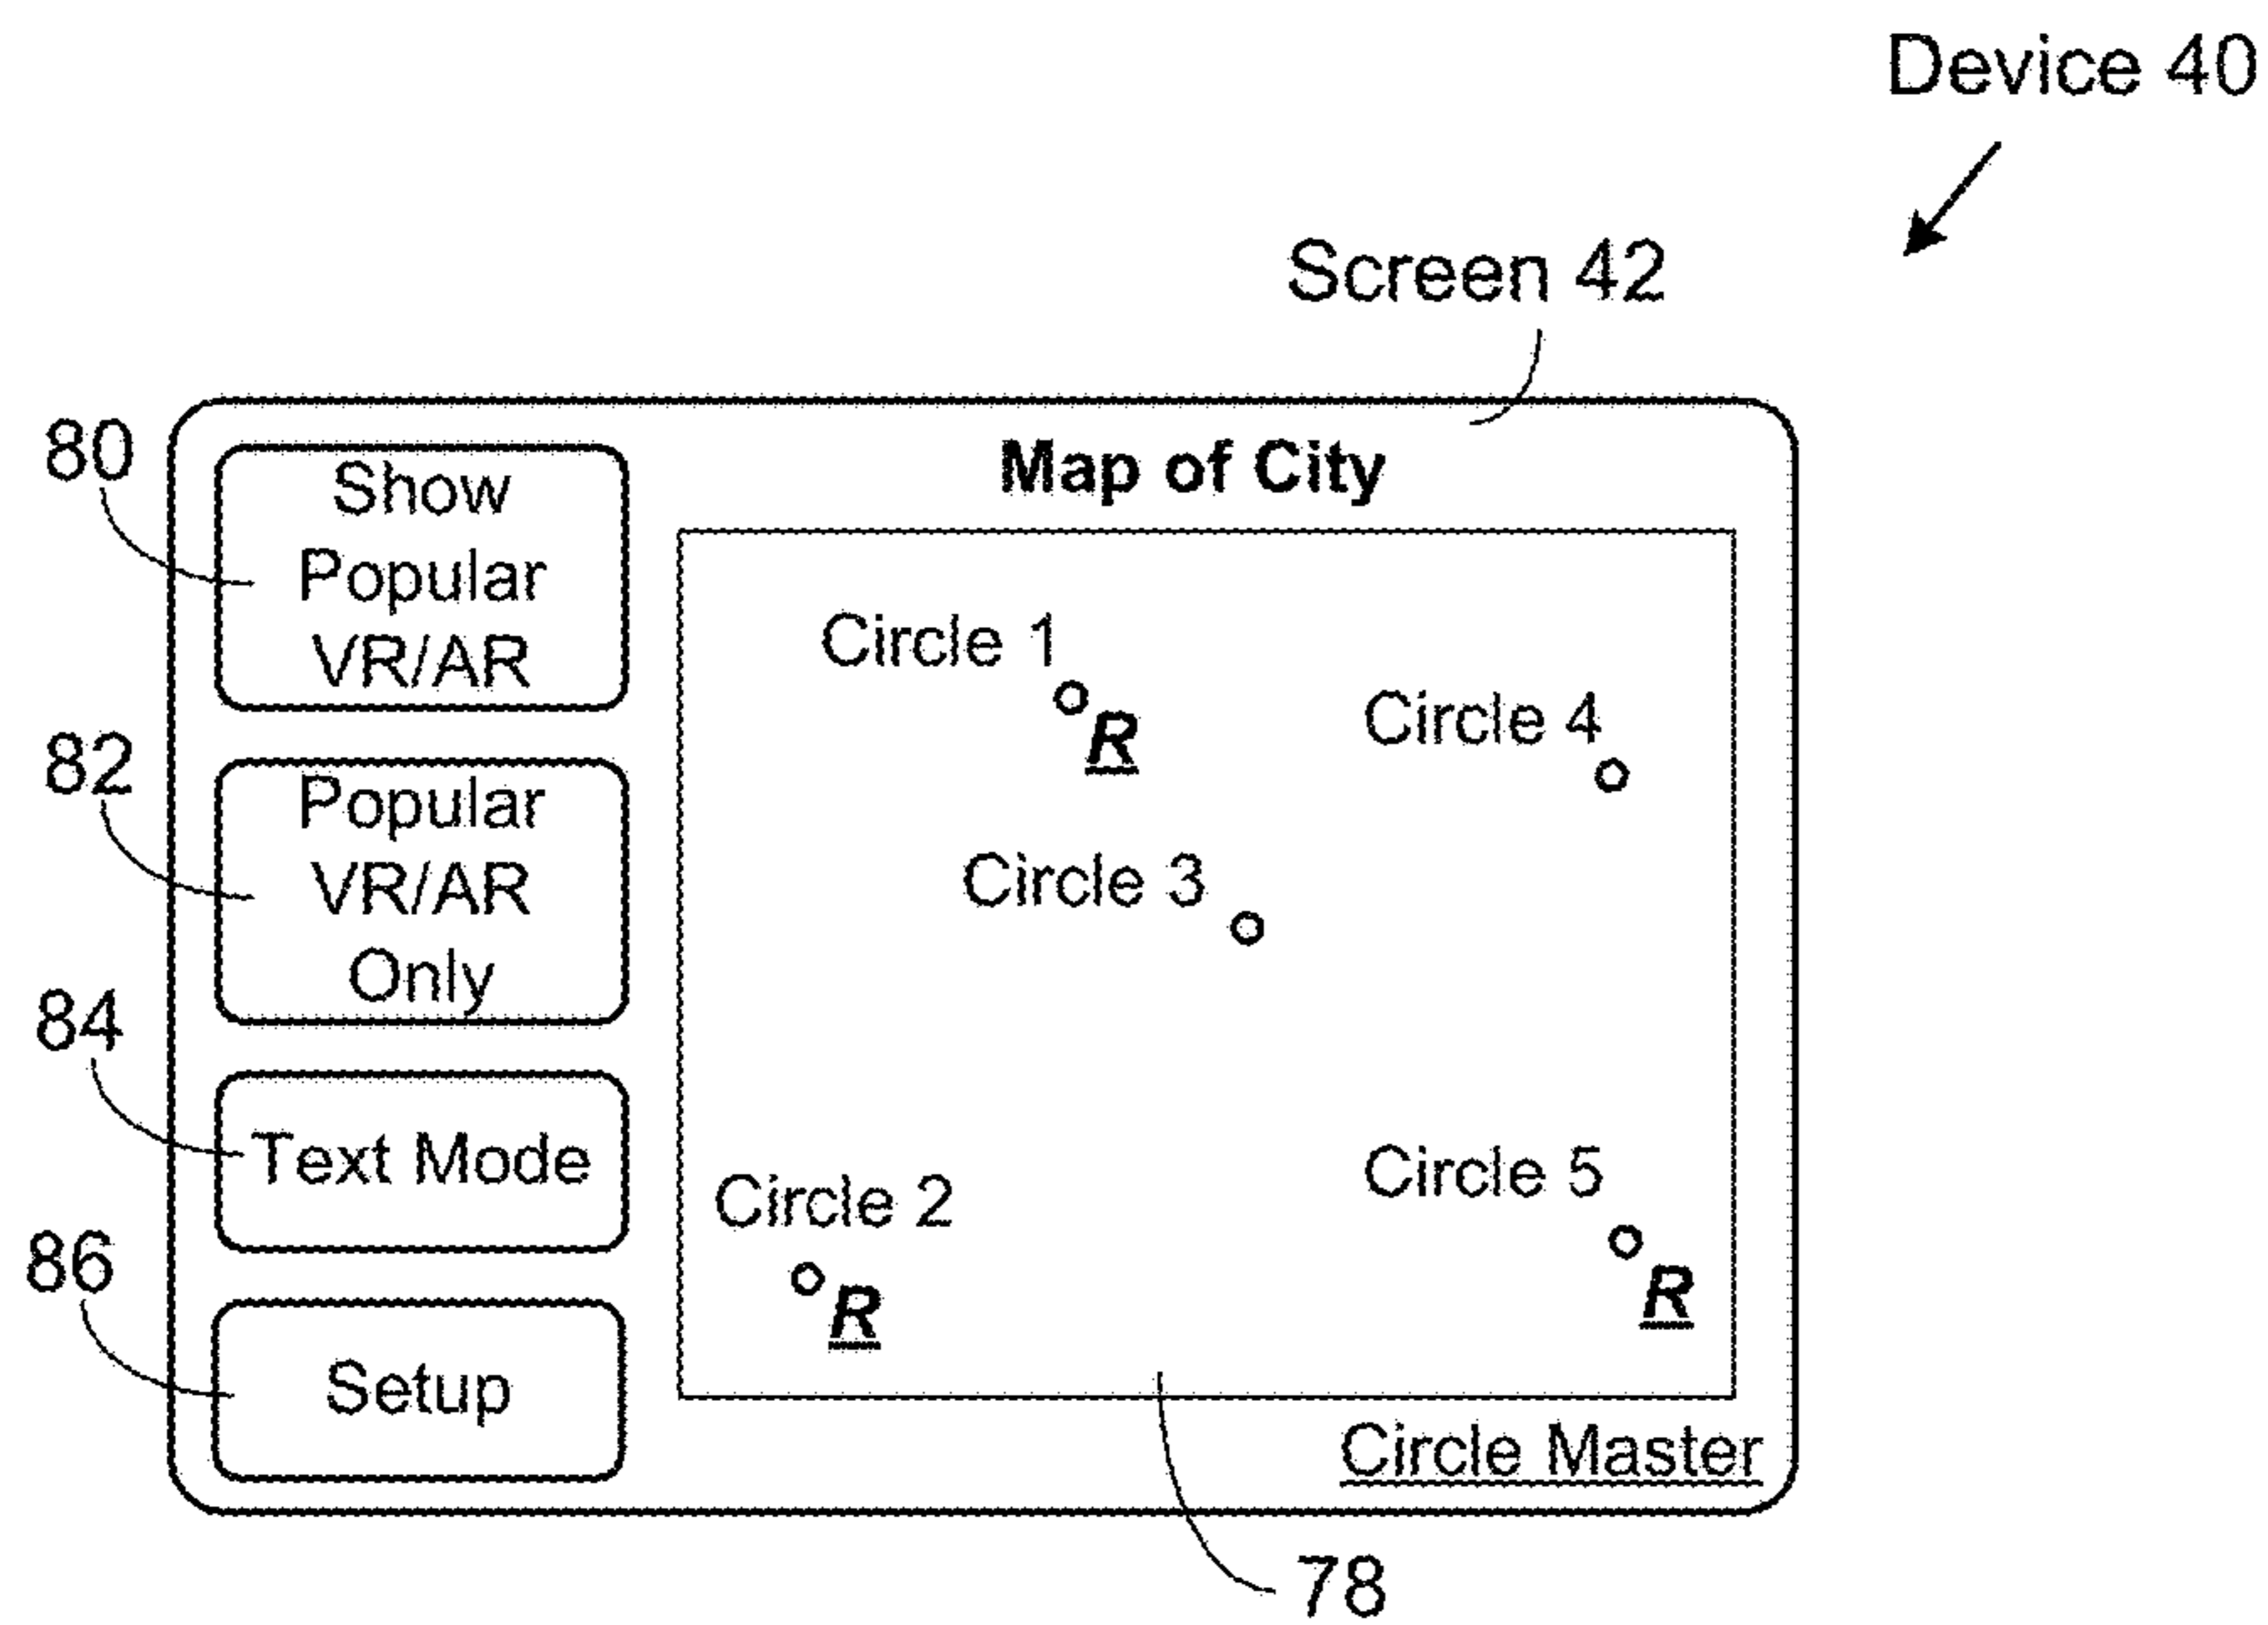 Device 40
Screen 42
80
Show
Popular
VR/AR
82
Popular
VR/AR
Only
84
Text Mode
86
Setup
Map of City
Circle 1
R
Circle 4
Circle 3
Circle 2
R
Circle 5
R
Circle Master
78